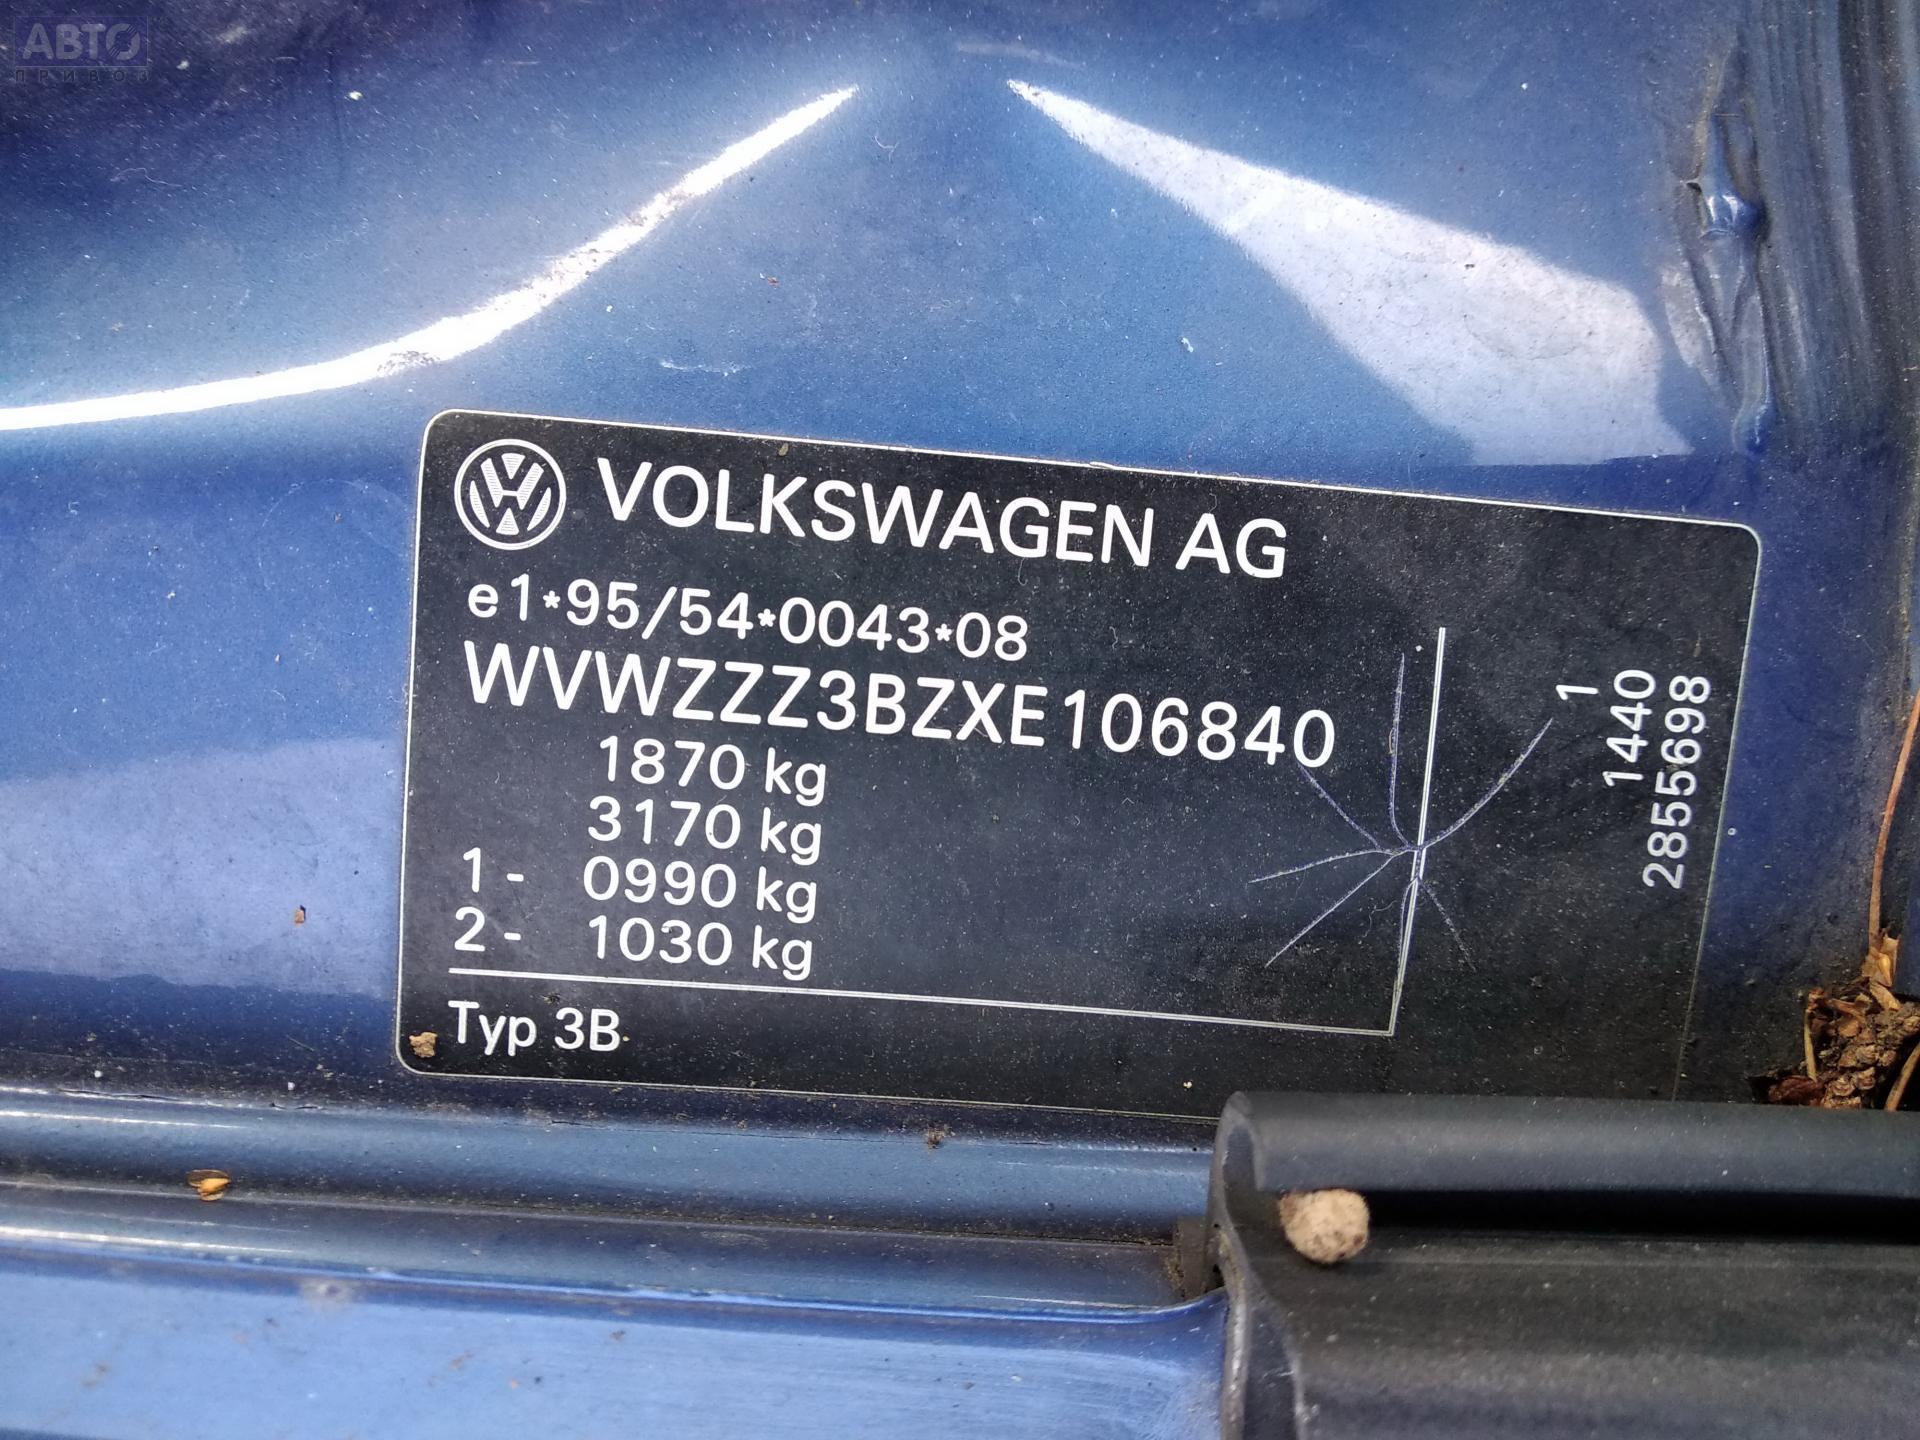 АВТО
ПРИВОЗ
VOLKSWAGEN AG
e1*95/54*0043*08
WVWZZZ3BZXE106840
1870 kg
3170 kg
1- 0990 kg
2- 1030 kg
Typ 3B
1
1440
2855698